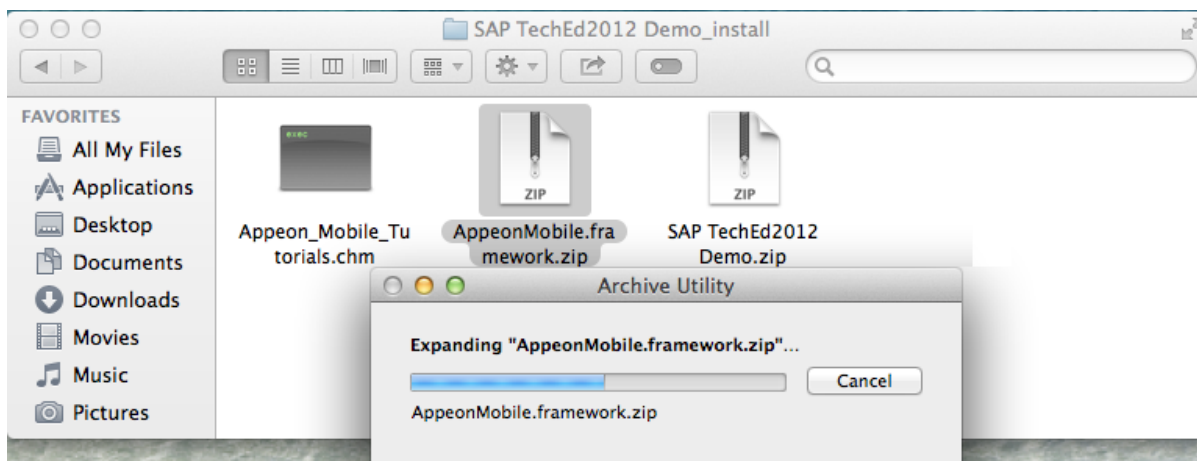 SAP TechEd2012 Demo_install
FAVORITES
All My Files
Applications
Desktop
Documents
Downloads
Movies
Music
Pictures
exec
Appeon_Mobile_Tu
torials.chm
ZIP
AppeonMobile.fra
mework.zip
ZIP
SAP TechEd2012
Demo.zip
Archive Utility
Expanding "AppeonMobile.framework.zip"...
Cancel
AppeonMobile.framework.zip